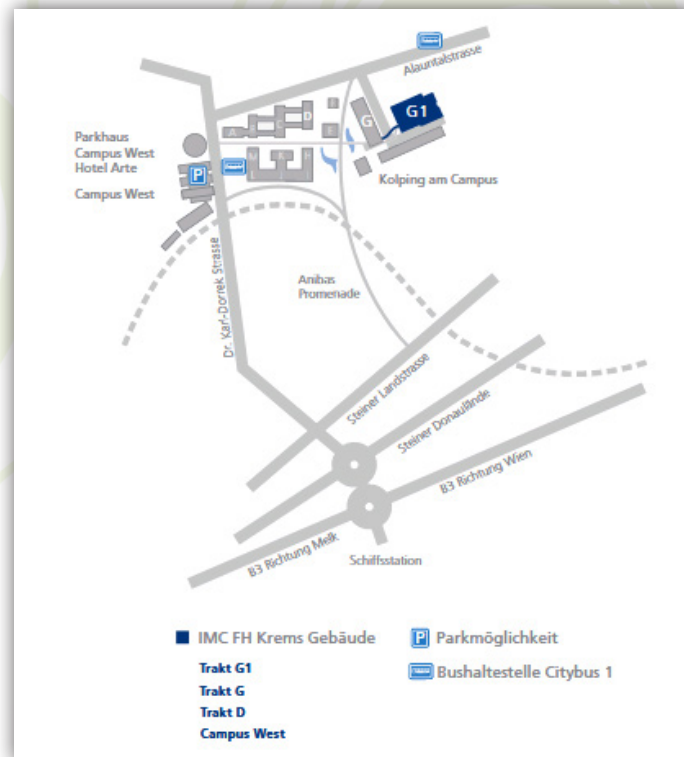 Alauntalstrasse
G1
D
G
A
F
P
Parkhaus
Campus West
Hotel Arte
Campus West
Kolping am Campus
Dr. Karl-Dorrek Strasse
Anibas
Promenade
Steiner Landstrasse
Steiner Donaulände
B3 Richtung Wien
B3 Richtung Melk
Schiffsstation
IMC FH Krems Gebäude
Trakt G1
Trakt G
Trakt D
Campus West
P Parkmöglichkeit
Bushaltestelle Citybus 1